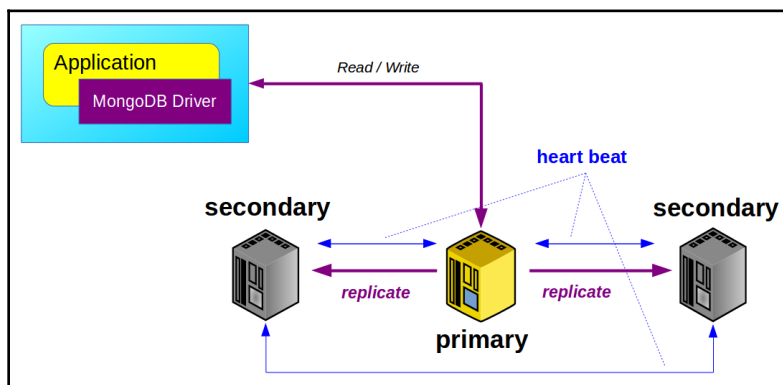 Application
MongoDB Driver
Read / Write
heart beat
secondary
secondary
replicate
replicate
primary